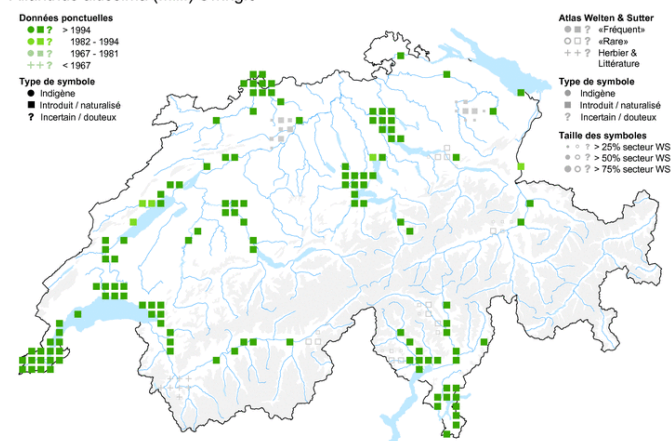 Données ponctuelles
> 1994
1982 - 1994
1967 - 1981
< 1967
Type de symbole
Indigène
Introduit / naturalisé
? Incertain / douteux
Atlas Welten & Sutter
«Fréquent»
«Rare»
Herbier &
Littérature
Type de symbole
Indigène
Introduit / naturalisé
? Incertain / douteux
Taille des symboles
> 25% secteur WS
> 50% secteur WS
> 75% secteur WS